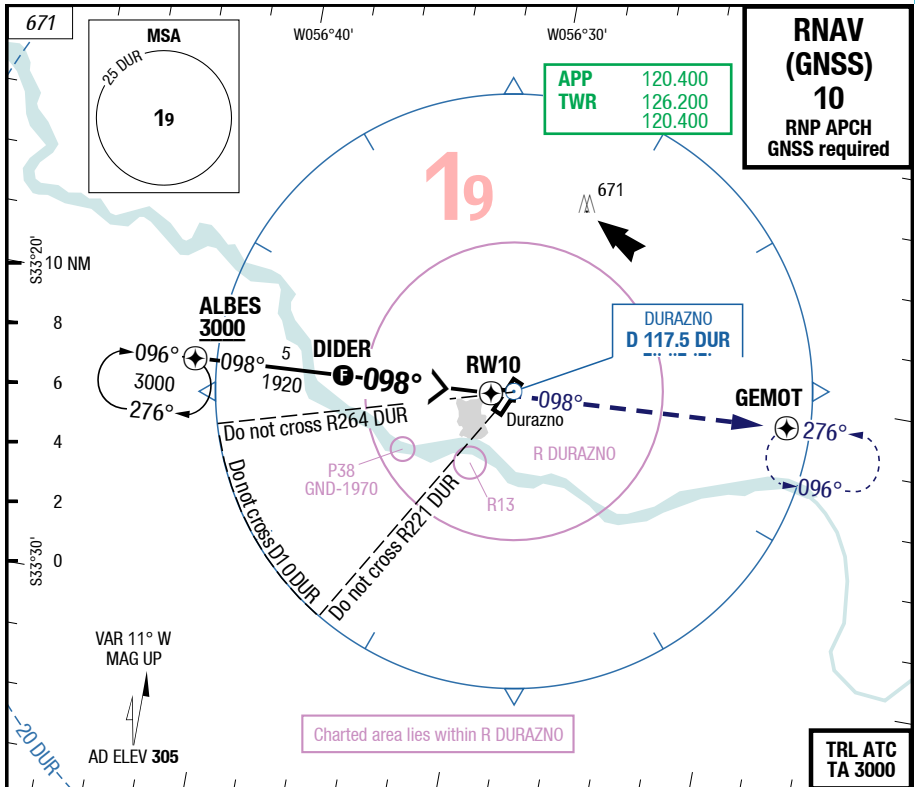 671
MSA
25 DUR
19
W056°40'
W056°30'
APP 120.400
TWR 126.200
120.400
RNAV
(GNSS)
10
RNP APCH
GNSS required
19
671
S33°20'
10 NM
8
6
4
2
0
S33°30'
ALBES
3000
096°
3000
276°
098°
5
1920
DIDER
F
098°
RW10
DURAZNO
D 117.5 DUR
098°
Durazno
GEMOT
276°
096°
Do not cross R264 DUR
Do not cross D10 DUR
Do not cross R221 DUR
P38
GND-1970
R13
R DURAZNO
VAR 11° W
MAG UP
AD ELEV 305
20 DUR
Charted area lies within R DURAZNO
TRL ATC
TA 3000